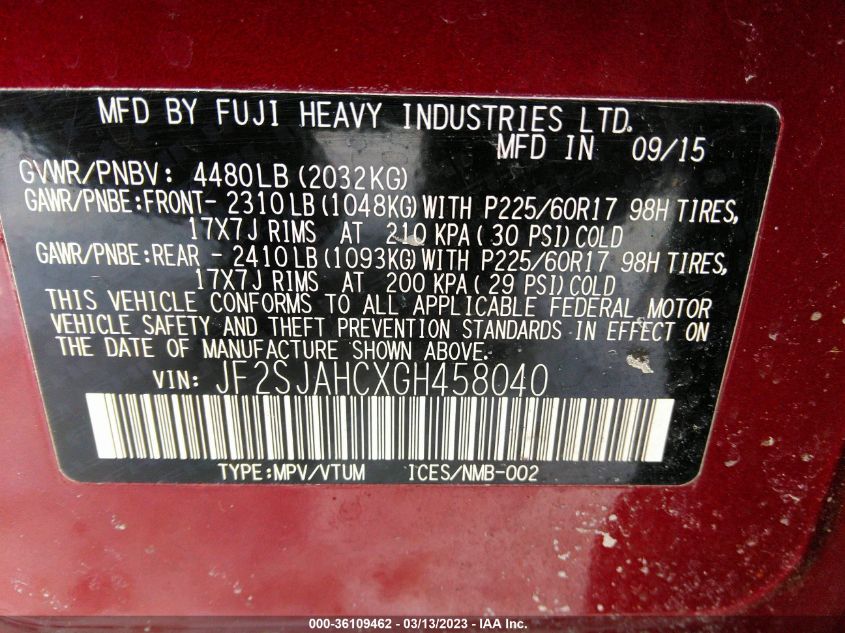 MFD BY FUJI HEAVY INDUSTRIES LTD.
MFD IN 09/15
GVWR/PNBV: 4480LB (2032KG)
GAWR/PNBE:FRONT- 2310LB (1048KG) WITH P225/60R17 98H TIRES,
17X7J RIMS AT 210 KPA ( 30 PSI) COLD
GAWR/PNBE:REAR - 2410LB (1093KG) WITH P225/60R17 98H TIRES,
17X7J RIMS AT 200 KPA ( 29 PSI) COLD
THIS VEHICLE CONFORMS TO ALL APPLICABLE FEDERAL MOTOR
VEHICLE SAFETY AND THEFT PREVENTION STANDARDS IN EFFECT ON
THE DATE OF MANUFACTURE SHOWN ABOVE.
VIN: JF2SJAHCXGH458040
TYPE:MPV/VTUM ICES/NMB-002
000-36109462 - 03/13/2023 - IAA Inc.